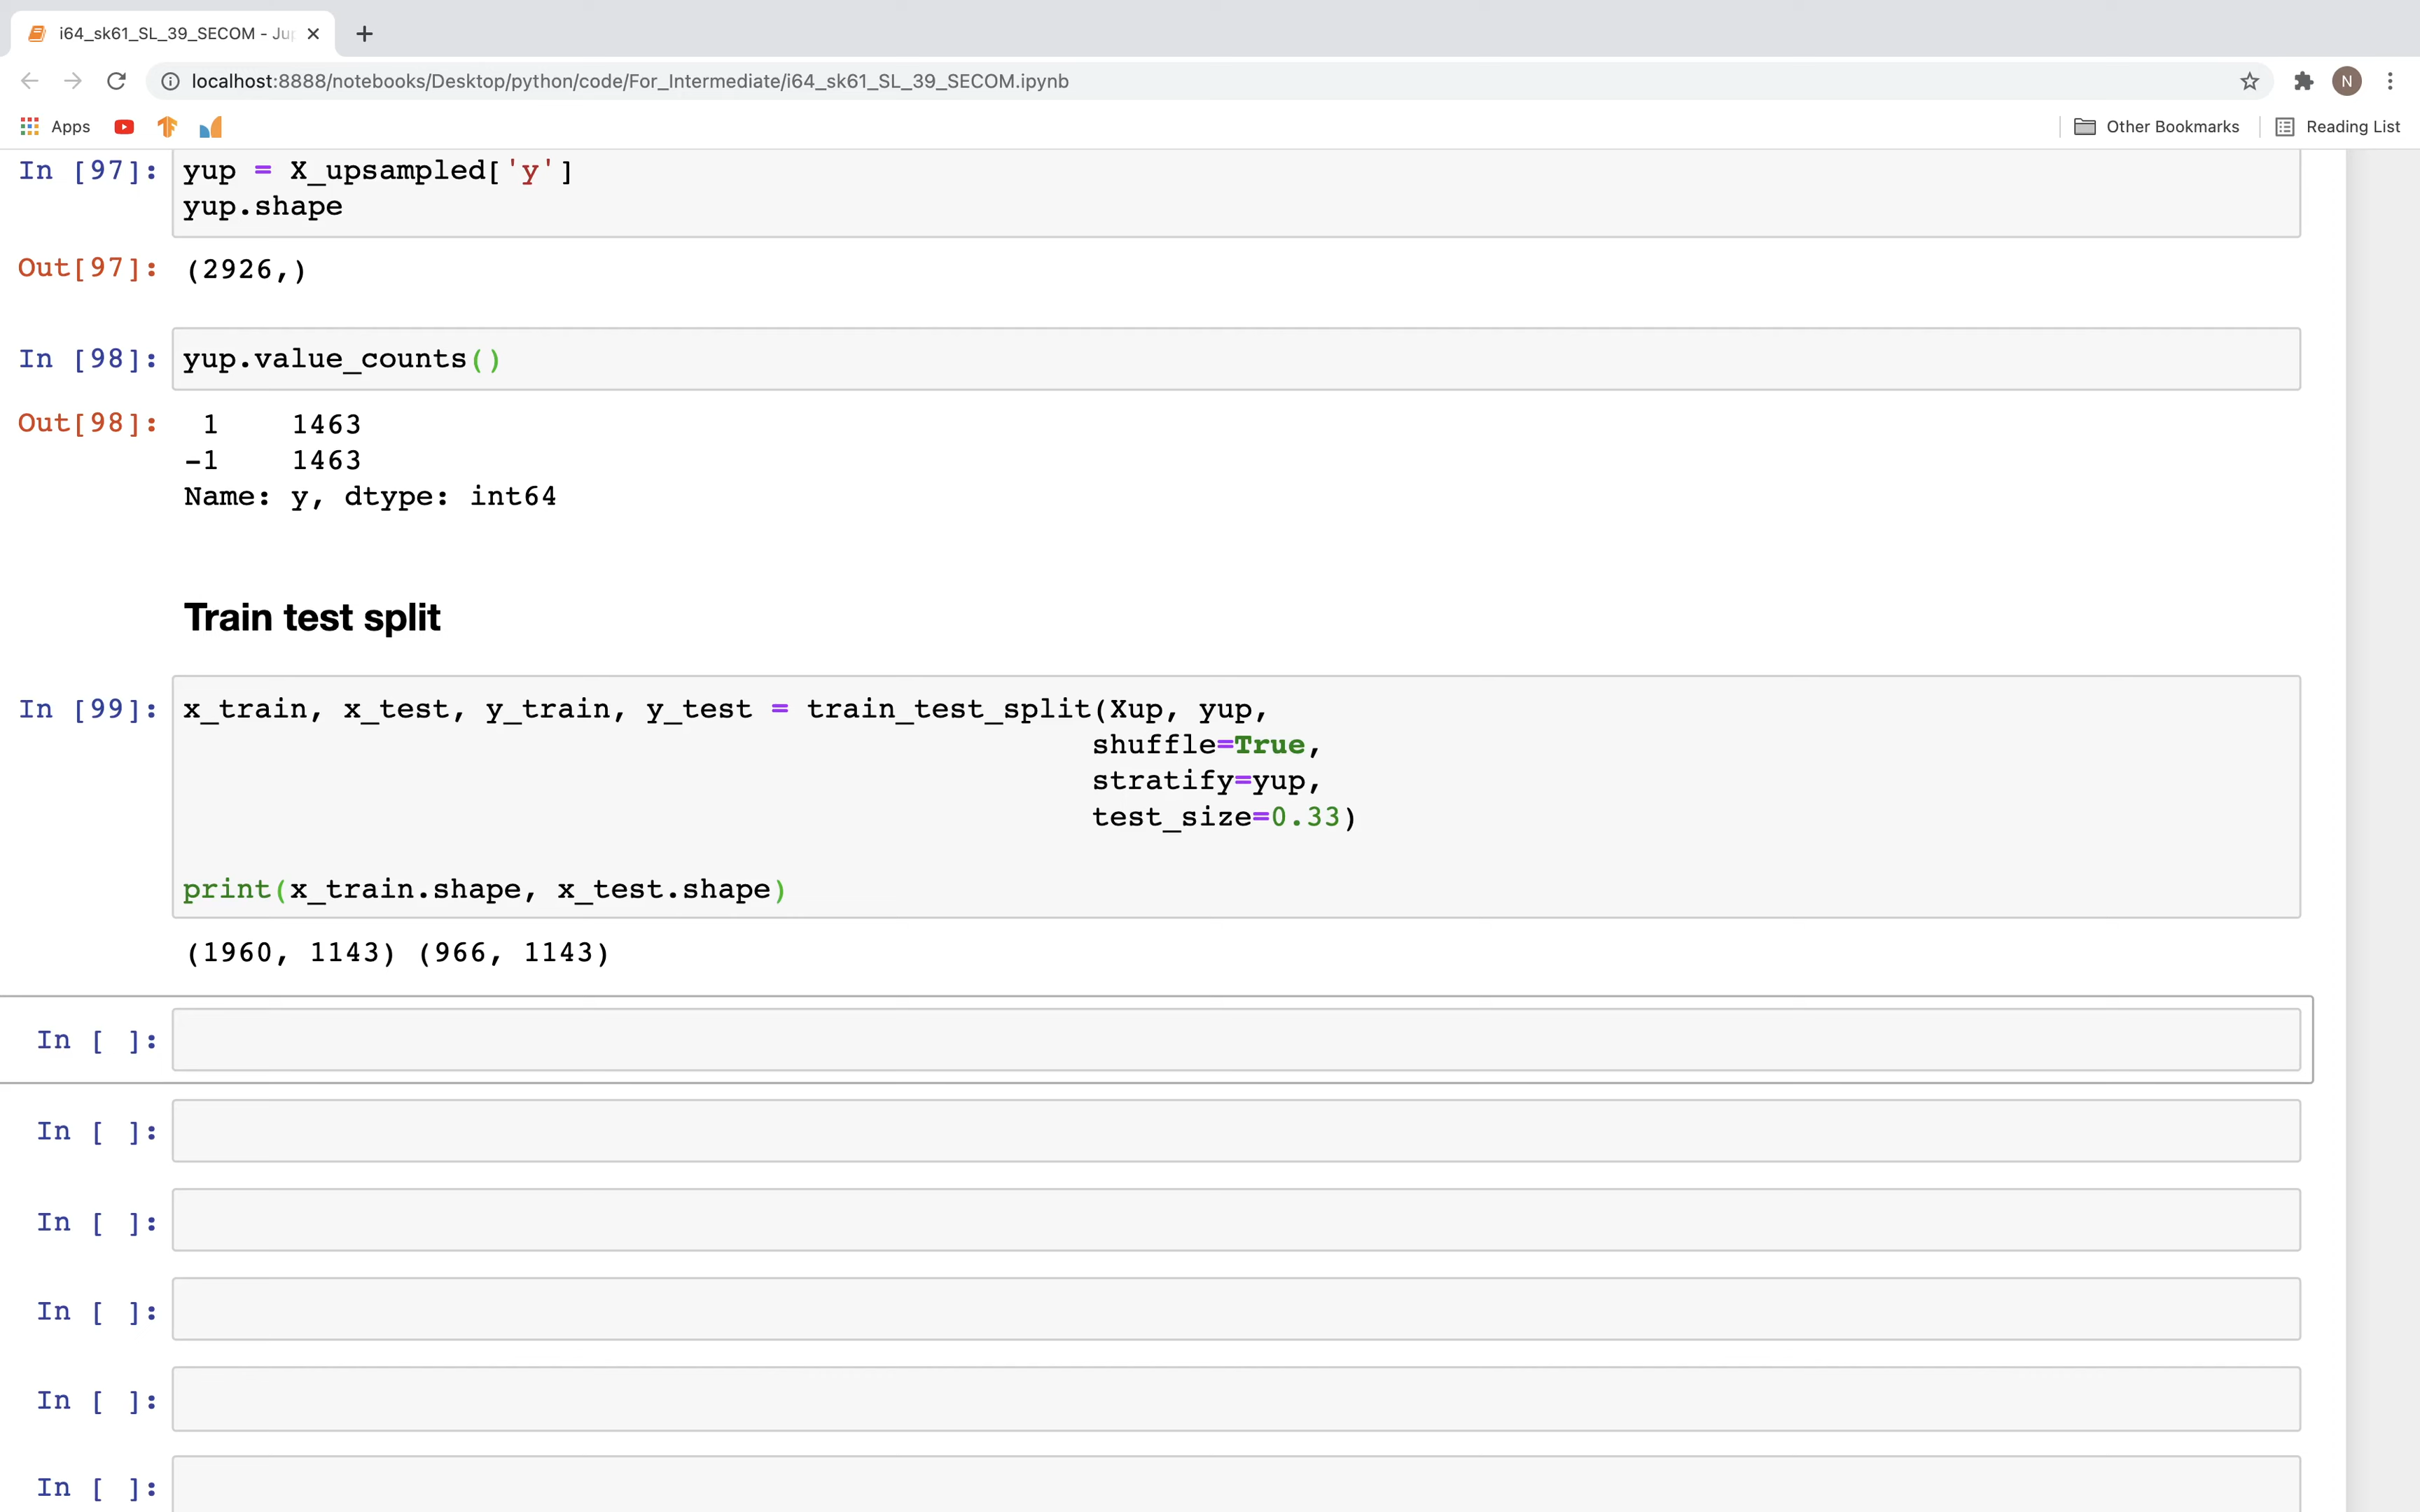 i64_sk61_SL_39_SECOM - Jup
localhost:8888/notebooks/Desktop/python/code/For_Intermediate/i64_sk61_SL_39_SECOM.ipynb
N
Apps
Other Bookmarks
Reading List
In [97]: yup = X_upsampled['y']
yup.shape
Out[97]: (2926,)
In [98]: yup.value_counts()
Out[98]: 1 1463
-1 1463
Name: y, dtype: int64
Train test split
In [99]: x_train, x_test, y_train, y_test = train_test_split(Xup, yup,
shuffle=True,
stratify=yup,
test_size=0.33)
print(x_train.shape, x_test.shape)
(1960, 1143) (966, 1143)
In [ ]:
In [ ]:
In [ ]:
In [ ]:
In [ ]:
In [ ]: